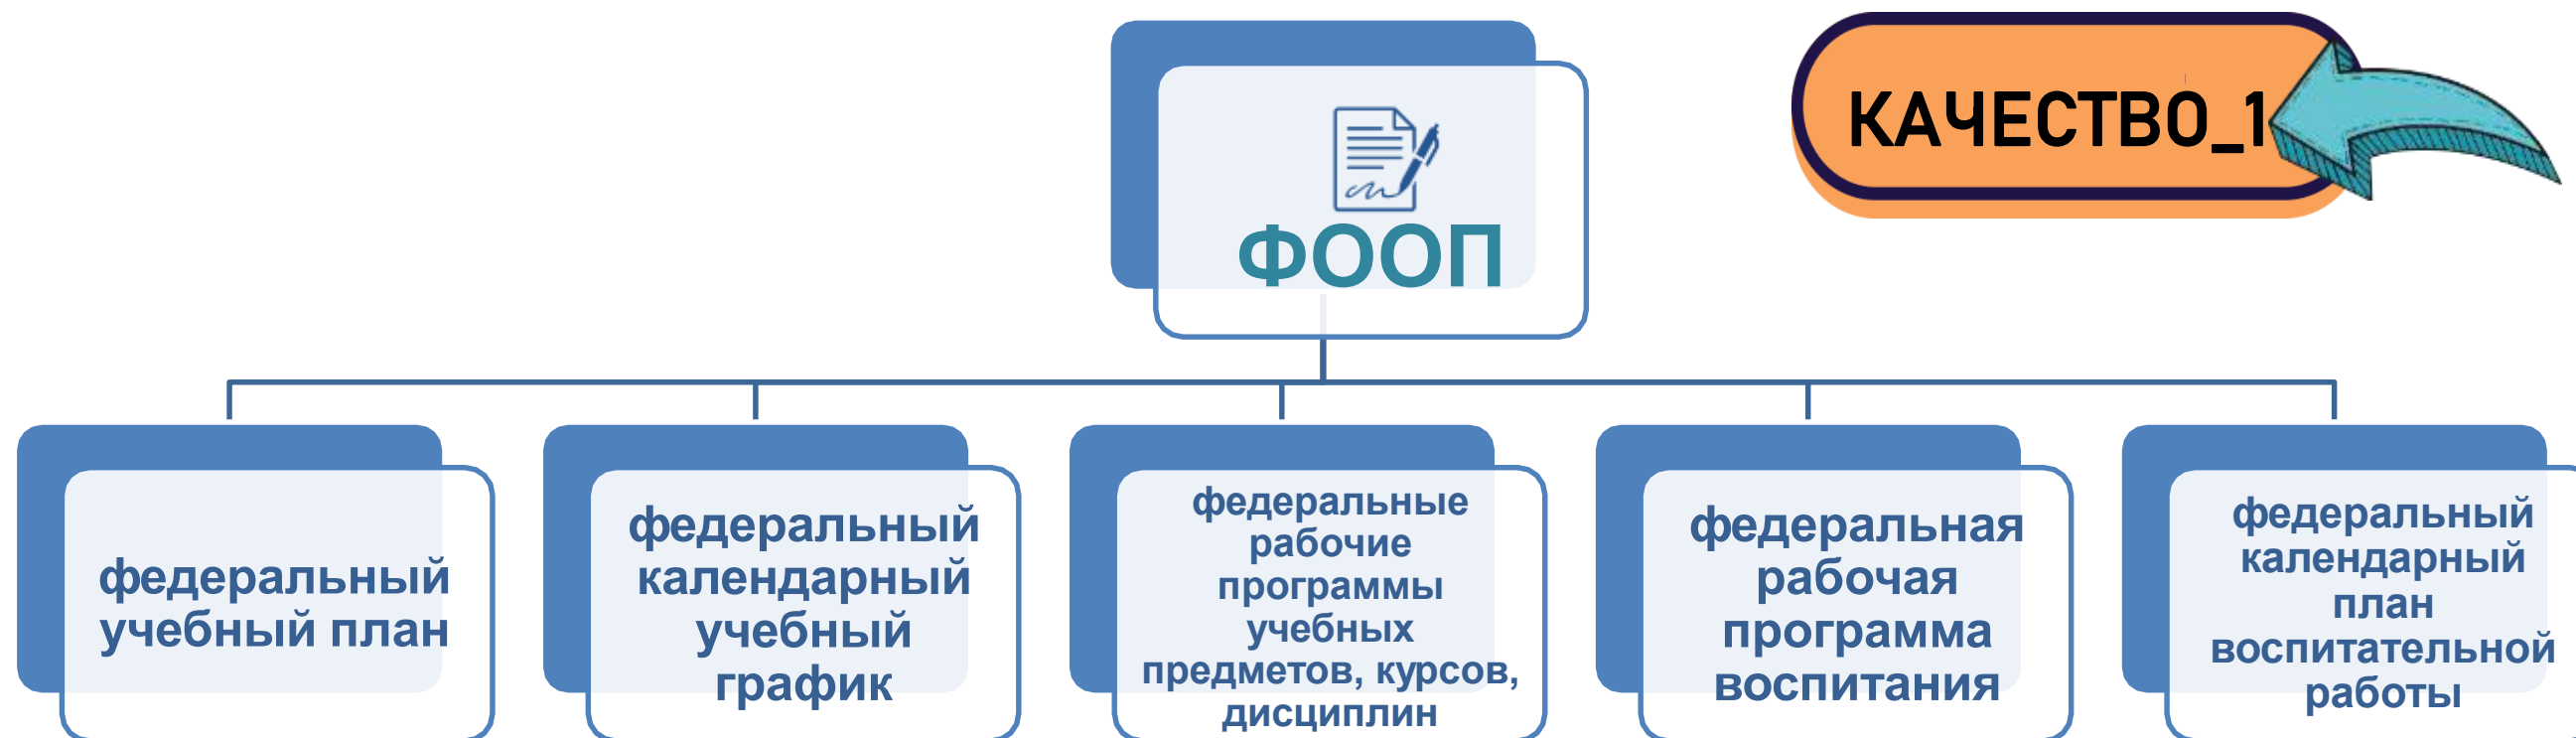 КАЧЕСТВО_1
ФООП
федеральный
учебный план
федеральный
календарный
учебный
график
федеральные
рабочие
программы
учебных
предметов, курсов,
дисциплин
федеральная
рабочая
программа
воспитания
федеральный
календарный
план
воспитательной
работы